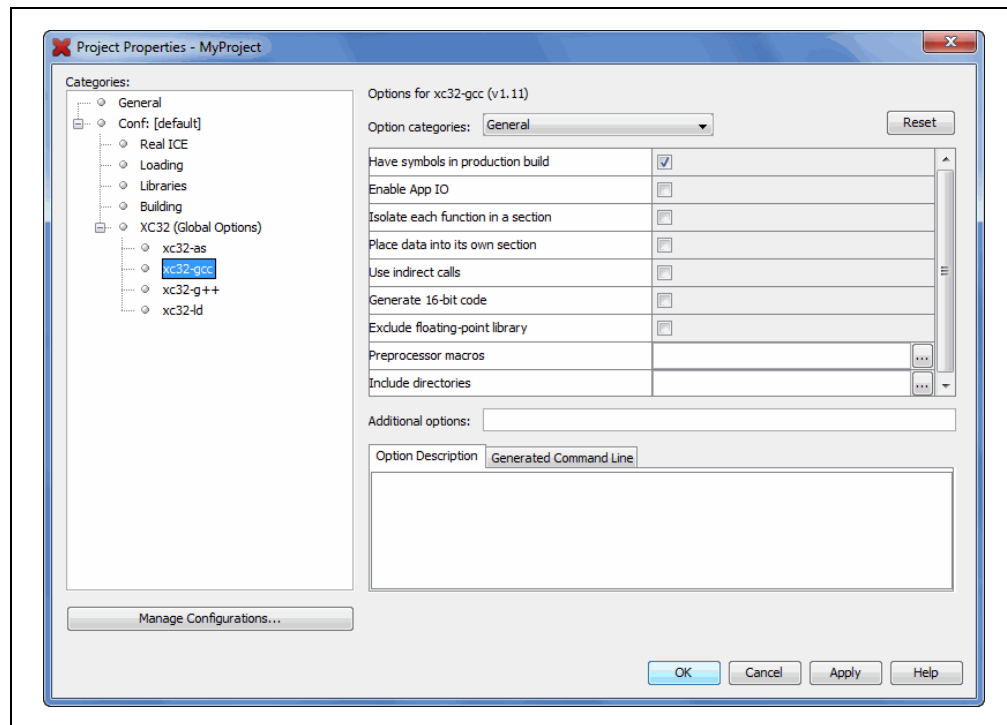 Project Properties - MyProject
Categories:
General
Conf: [default]
Real ICE
Loading
Libraries
Building
XC32 (Global Options)
xc32-as
xc32-gcc
xc32-g++
xc32-ld
Manage Configurations...
Options for xc32-gcc (v1.11)
Option categories: General Reset
Have symbols in production build
Enable App IO
Isolate each function in a section
Place data into its own section
Use indirect calls
Generate 16-bit code
Exclude floating-point library
Preprocessor macros ...
Include directories ...
Additional options:
Option Description Generated Command Line
OK Cancel Apply Help